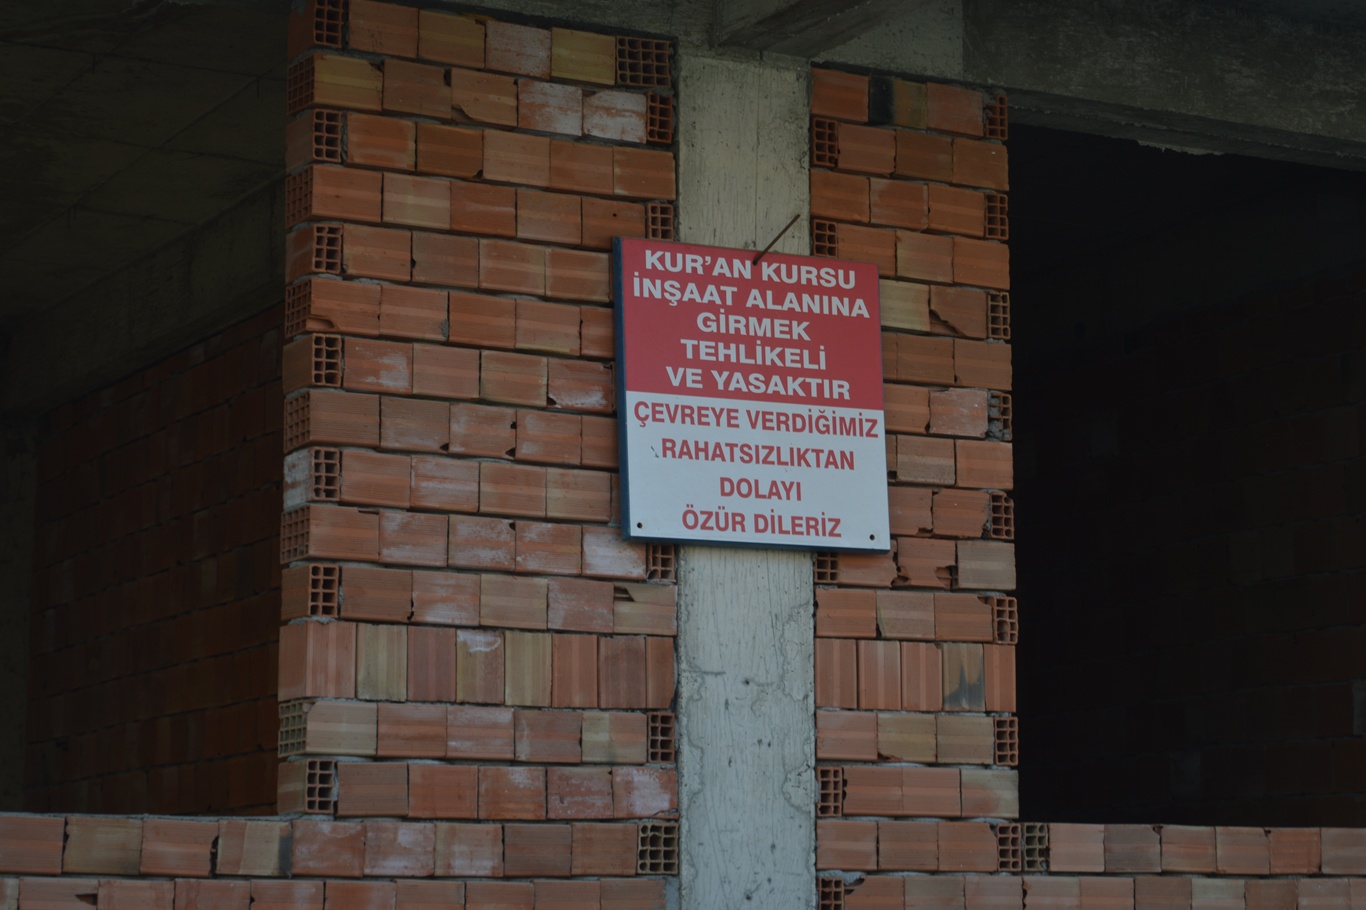 KUR'AN KURSU
İNŞAAT ALANINA
GİRMEK
TEHLİKELİ
VE YASAKTIR
ÇEVREYE VERDİĞİMİZ
RAHATSIZLIKTAN
DOLAYI
ÖZÜR DİLERİZ